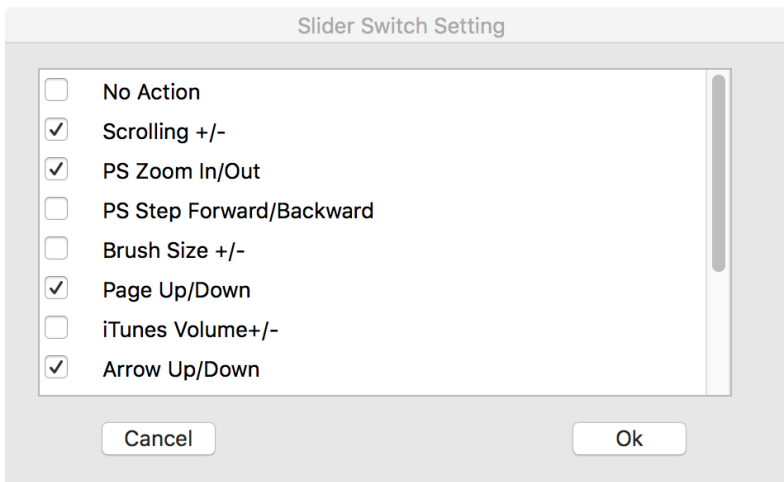 Slider Switch Setting
No Action
Scrolling +/-
PS Zoom In/Out
PS Step Forward/Backward
Brush Size +/-
Page Up/Down
iTunes Volume+/-
Arrow Up/Down
Cancel
Ok